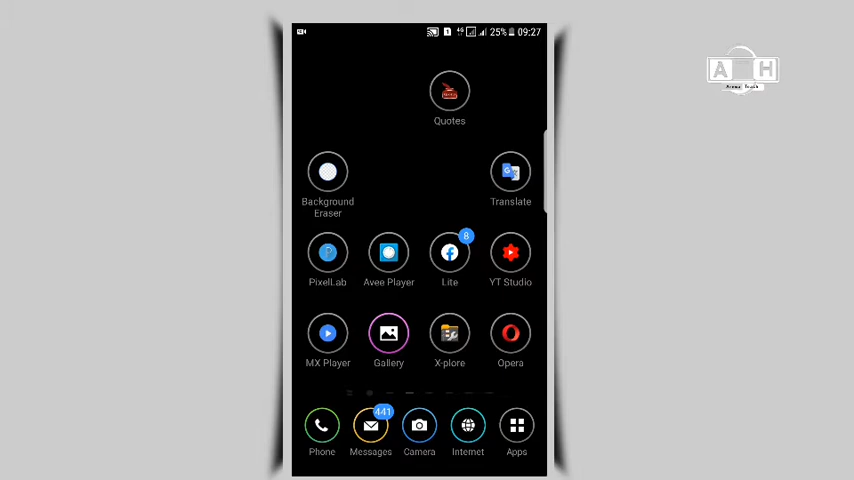 25% 09:27
A H
Quotes
Background
Eraser
Translate
PixelLab
Avee Player
8
Lite
YT Studio
MX Player
Gallery
X-plore
Opera
441
Phone
Messages
Camera
Internet
Apps